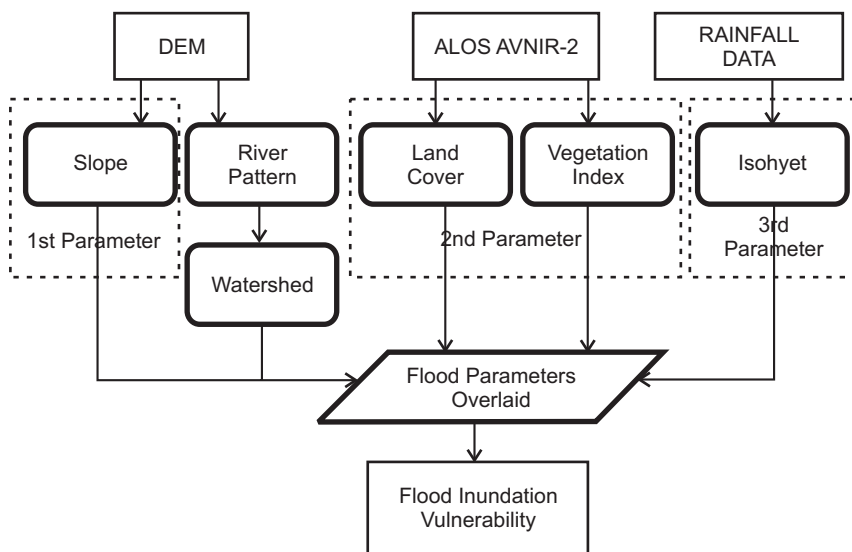 DEM
ALOS AVNIR-2
RAINFALL
DATA
Slope
River
Pattern
Land
Cover
Vegetation
Index
Isohyet
1st Parameter
2nd Parameter
3rd
Parameter
Watershed
Flood Parameters
Overlaid
Flood Inundation
Vulnerability